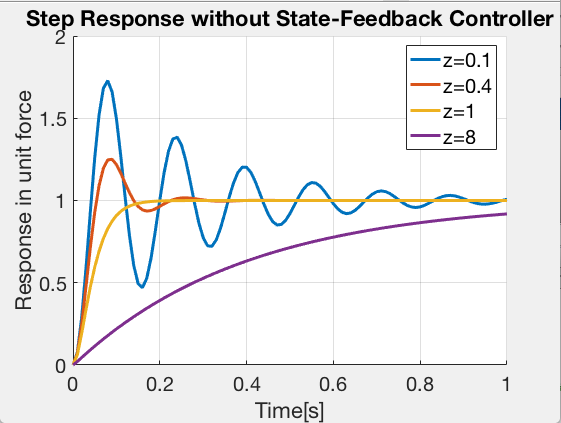 Step Response without State-Feedback Controller
2
z=0.1
z=0.4
z=1
z=8
1.5
1
0.5
0
Response in unit force
0 0.2 0.4 0.6 0.8 1
Time[s]